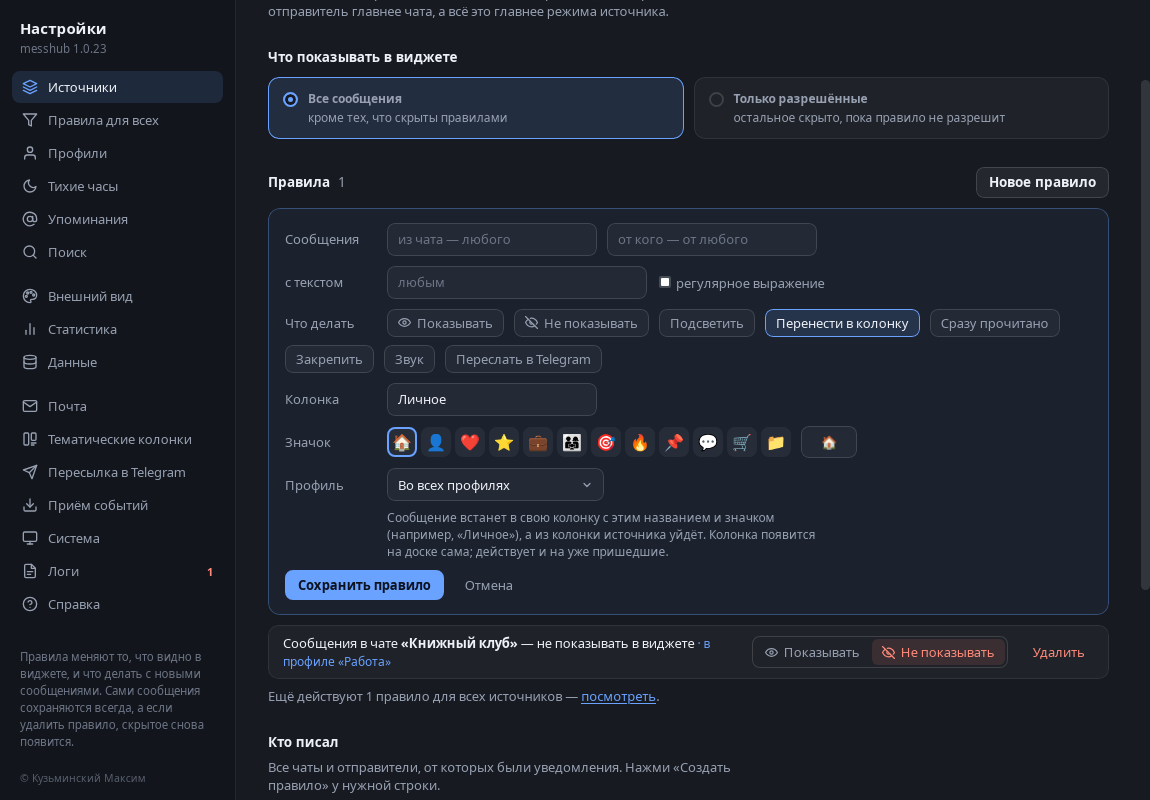 Настройки
messhub 1.0.23
Источники
Правила для всех
Профили
Тихие часы
Упоминания
Поиск
Внешний вид
Статистика
Данные
Почта
Тематические колонки
Пересылка в Telegram
Приём событий
Система
Логи 1
Справка
Правила меняют то, что видно в
виджете, и что делать с новыми
сообщениями. Сами сообщения
сохраняются всегда, а если
удалить правило, скрытое снова
появится.
© Кузьминский Максим
отправитель главнее чата, а всё это главнее режима источника.
Что показывать в виджете
Все сообщения
кроме тех, что скрыты правилами
Только разрешённые
остальное скрыто, пока правило не разрешит
Правила 1
Новое правило
Сообщения из чата — любого от кого — от любого
с текстом любым регулярное выражение
Что делать Показывать Не показывать Подсветить Перенести в колонку Сразу прочитано
Закрепить Звук Переслать в Telegram
Колонка Личное
Значок
Профиль Во всех профилях
Сообщение встанет в свою колонку с этим названием и значком
(например, «Личное»), а из колонки источника уйдёт. Колонка появится
на доске сама; действует и на уже пришедшие.
Сохранить правило Отмена
Сообщения в чате «Книжный клуб» — не показывать в виджете · в
профиле «Работа»
Показывать Не показывать Удалить
Ещё действуют 1 правило для всех источников — посмотреть.
Кто писал
Все чаты и отправители, от которых были уведомления. Нажми «Создать
правило» у нужной строки.